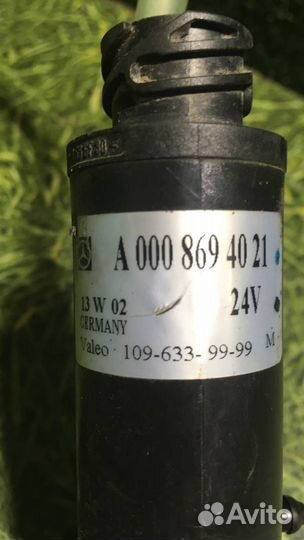 A 000 869 40 21
13 W 02
24V
GERMANY
Valeo 109-633- 99-99 M
Avito